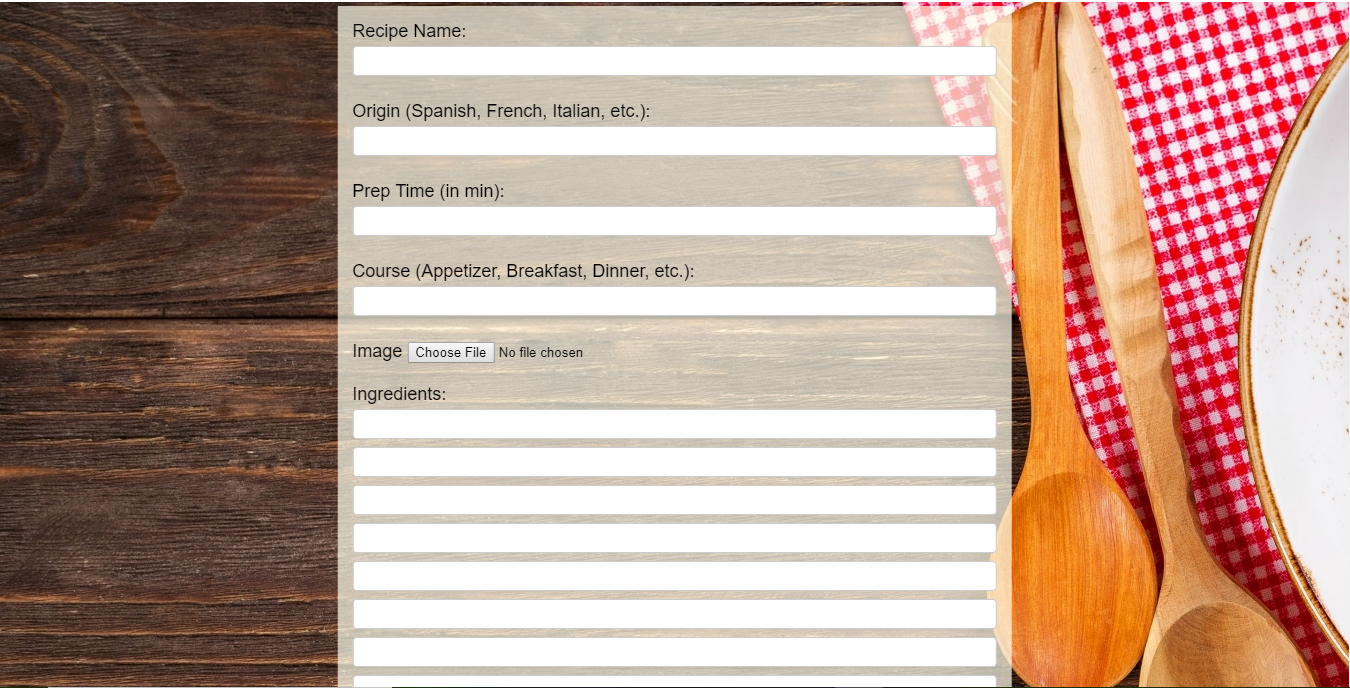 Recipe Name:
Origin (Spanish, French, Italian, etc.):
Prep Time (in min):
Course (Appetizer, Breakfast, Dinner, etc.):
Image Choose File No file chosen
Ingredients: